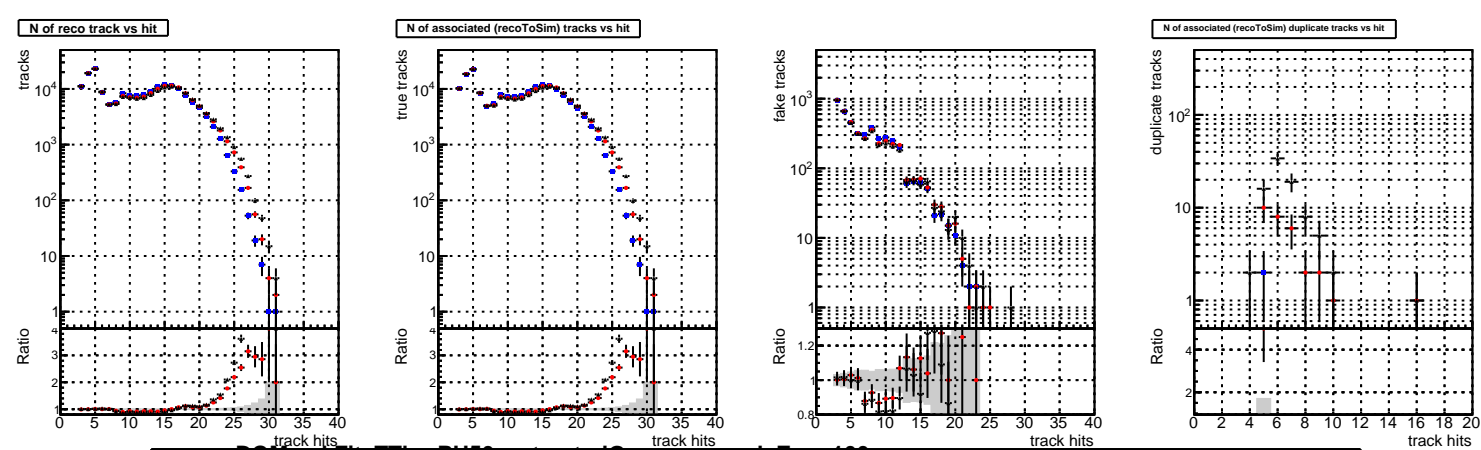 N of reco track vs hit
tracks
10⁴
10³
10²
10
1
Ratio
4
3
2
1
0 5 10 15 20 25 30 35 40
track hits
N of associated (recoToSim) tracks vs hit
true tracks
10⁴
10³
10²
10
1
Ratio
4
3
2
1
0 5 10 15 20 25 30 35 40
track hits
fake tracks
10³
10²
10
1
Ratio
1.2
1
0.8
0 5 10 15 20 25 30 35 40
track hits
N of associated (recoToSim) duplicate tracks vs hit
duplicate tracks
10²
10
1
Ratio
4
2
0 2 4 6 8 10 12 14 16 18 20
track hits